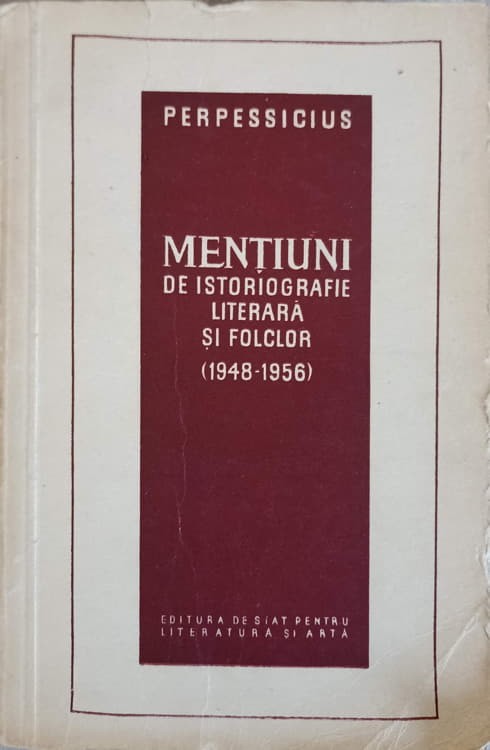 PERPESSICIUS
MENȚIUNI
DE ISTORIOGRAFIE
LITERARĂ
ȘI FOLCLOR
(1948-1956)
EDITURA DE STAT PENTRU
LITERATURĂ ȘI ARTĂ